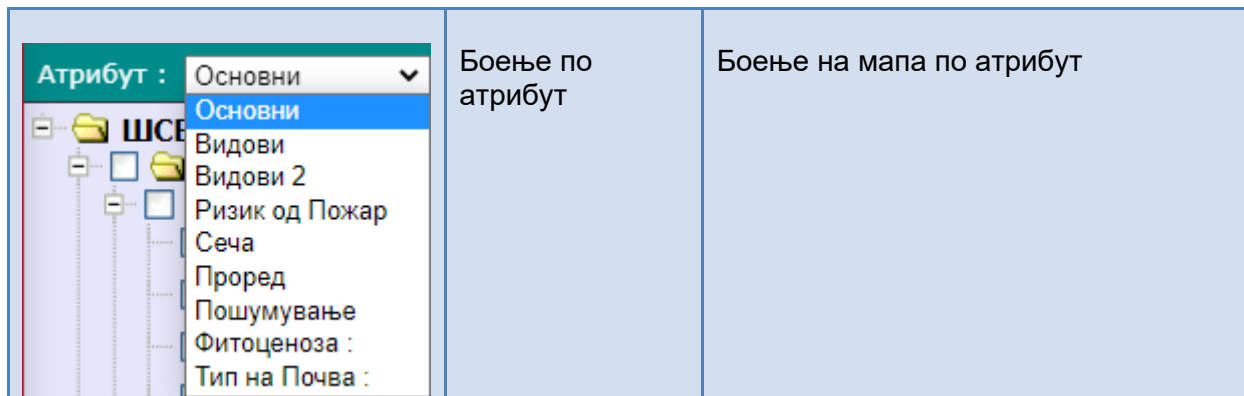 Атрибут : Основни
Основни
Видови
Видови 2
Ризик од Пожар
Сеча
Проред
Пошумување
Фитоценоза :
Тип на Почва :
Боење по
атрибут
Боење на мапа по атрибут